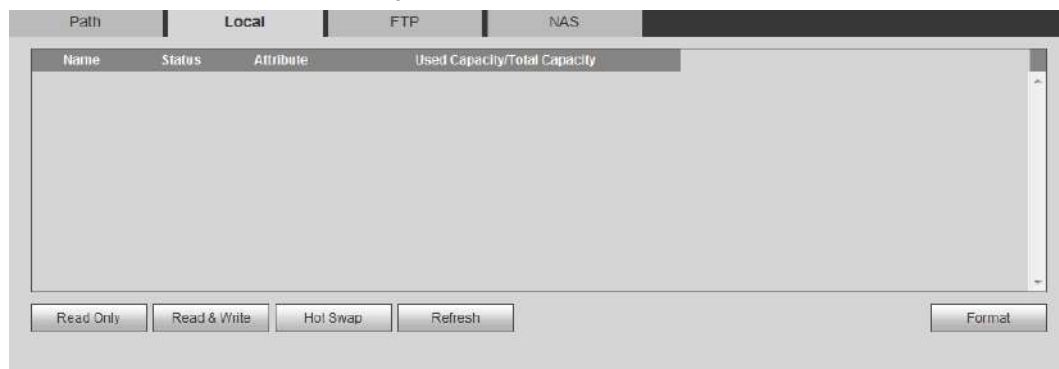 Path Local FTP NAS
Name Status Attribute Used Capacity/Total Capacity
Read Only Read & Write Hot Swap Refresh Format